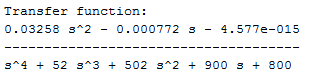 Transfer function:
0.03258 s^2 - 0.000772 s - 4.577e-015
-------------------------------------
s^4 + 52 s^3 + 502 s^2 + 900 s + 800